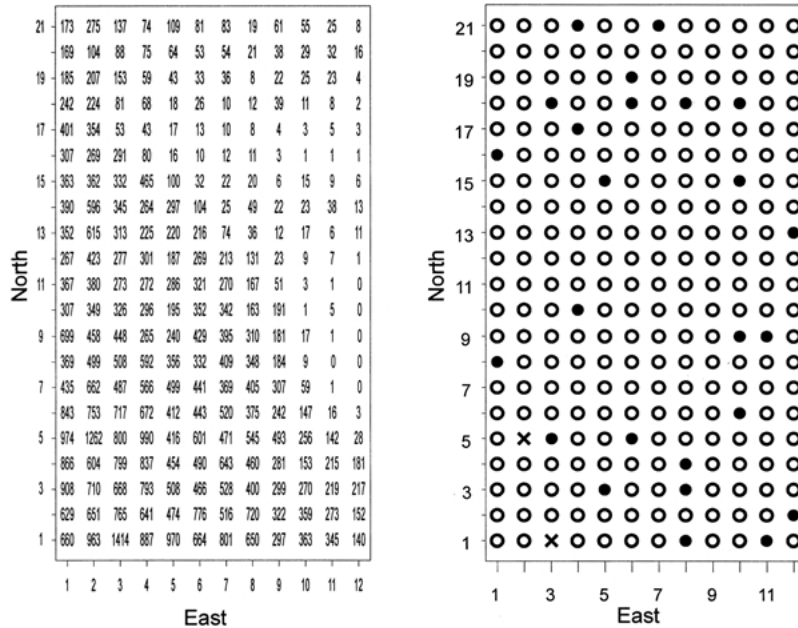 21 173 275 137 74 109 81 83 19 61 55 25 8
169 104 88 75 64 53 54 21 38 29 32 16
19 185 207 153 59 43 33 36 8 22 25 23 4
242 224 81 68 18 26 10 12 39 11 8 2
17 401 354 53 43 17 13 10 8 4 3 5 3
307 269 291 80 16 10 12 11 3 1 1 1
15 363 362 332 465 100 32 22 20 6 15 9 6
390 596 345 264 297 104 25 49 22 23 38 13
13 352 615 313 225 220 216 74 36 12 17 6 11
267 423 277 301 187 269 213 131 23 9 7 1
11 367 380 273 272 286 321 270 167 51 3 1 0
307 349 326 296 195 352 342 163 191 1 5 0
9 699 458 448 265 240 429 395 310 181 17 1 0
369 499 508 592 356 332 409 348 184 9 0 0
7 435 662 487 566 499 441 369 405 307 59 1 0
843 753 717 672 412 443 520 375 242 147 16 3
5 974 1262 800 990 416 601 471 545 493 256 142 28
866 604 799 837 454 490 643 460 281 153 215 181
3 908 710 668 793 508 466 528 400 299 270 219 217
629 651 765 641 474 776 516 720 322 359 273 152
1 660 963 1414 887 970 664 801 650 297 363 345 140
1 2 3 4 5 6 7 8 9 10 11 12
East
North
21
19
17
15
13
11
9
7
5
3
1
1 3 5 7 9 11
East
North